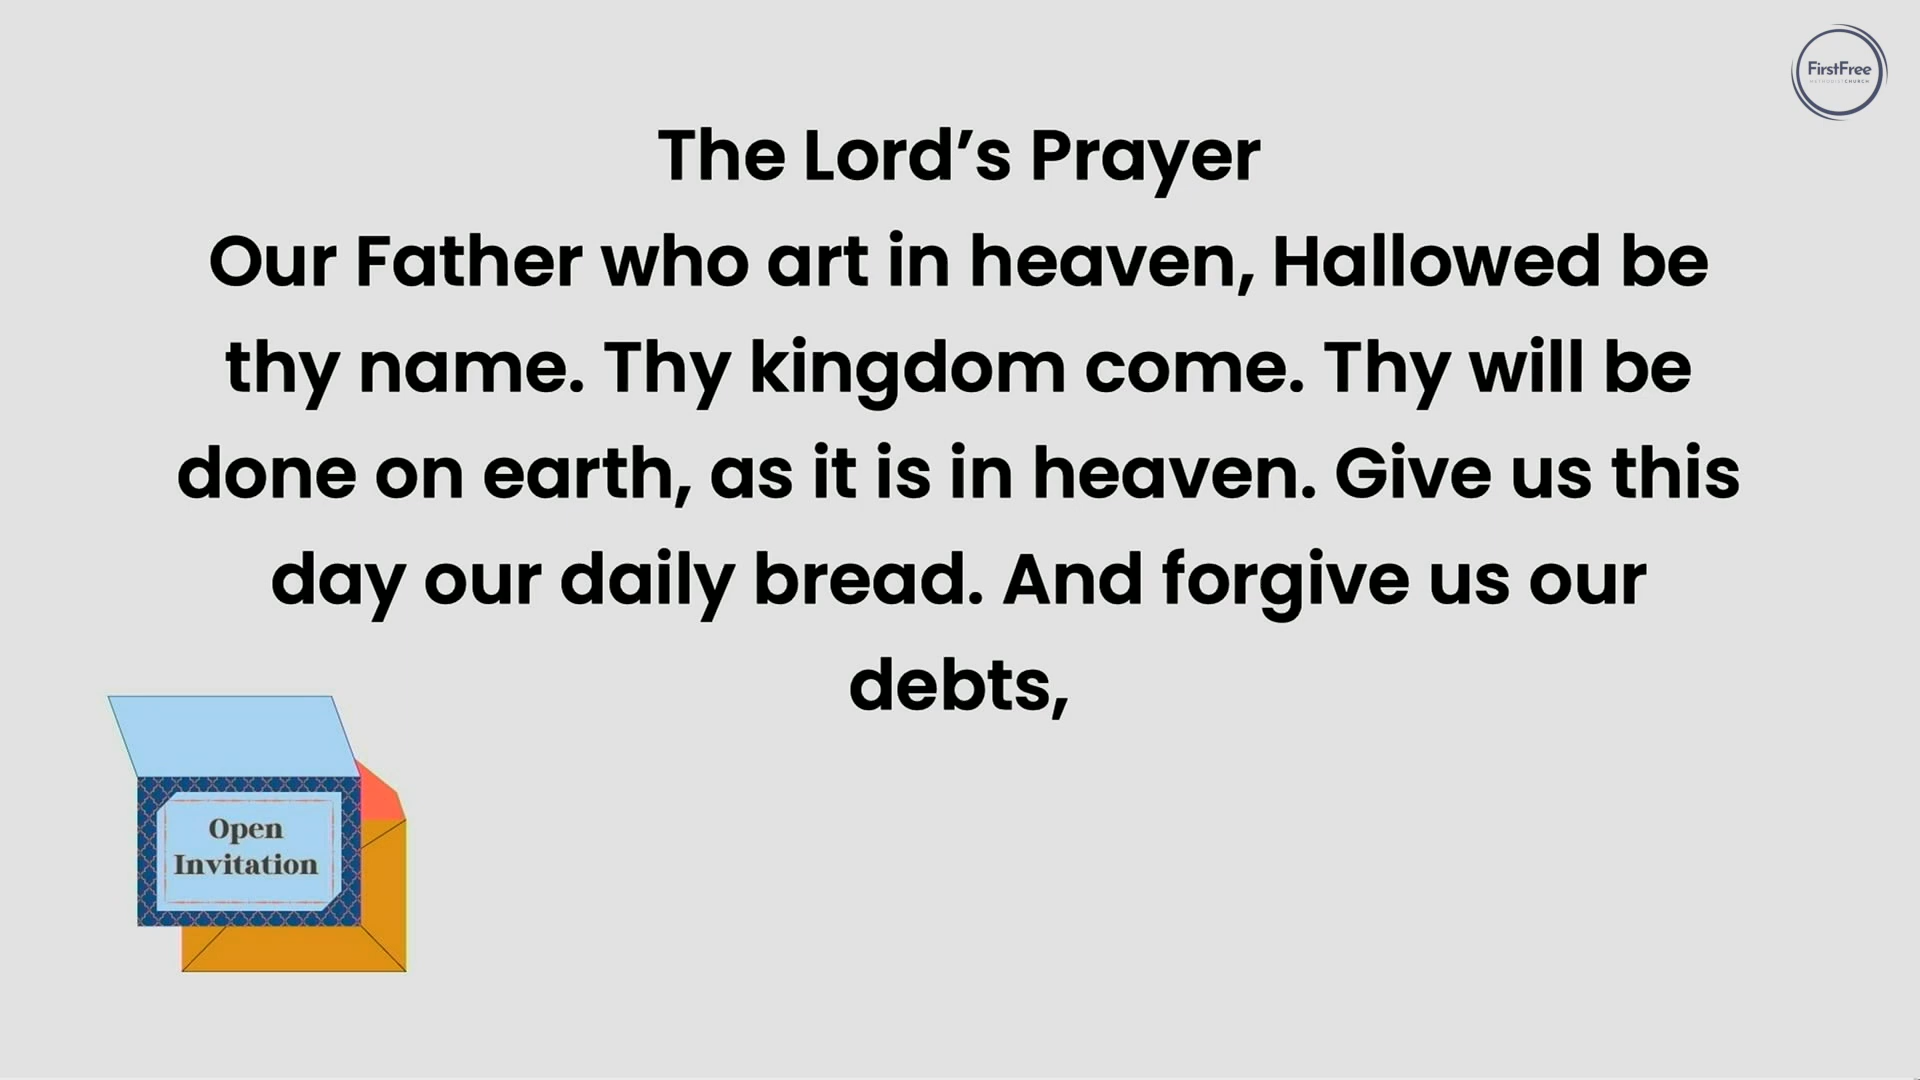 FirstFree
METHODISTCHURCH
The Lord’s Prayer
Our Father who art in heaven, Hallowed be
thy name. Thy kingdom come. Thy will be
done on earth, as it is in heaven. Give us this
day our daily bread. And forgive us our
debts,
Open
Invitation